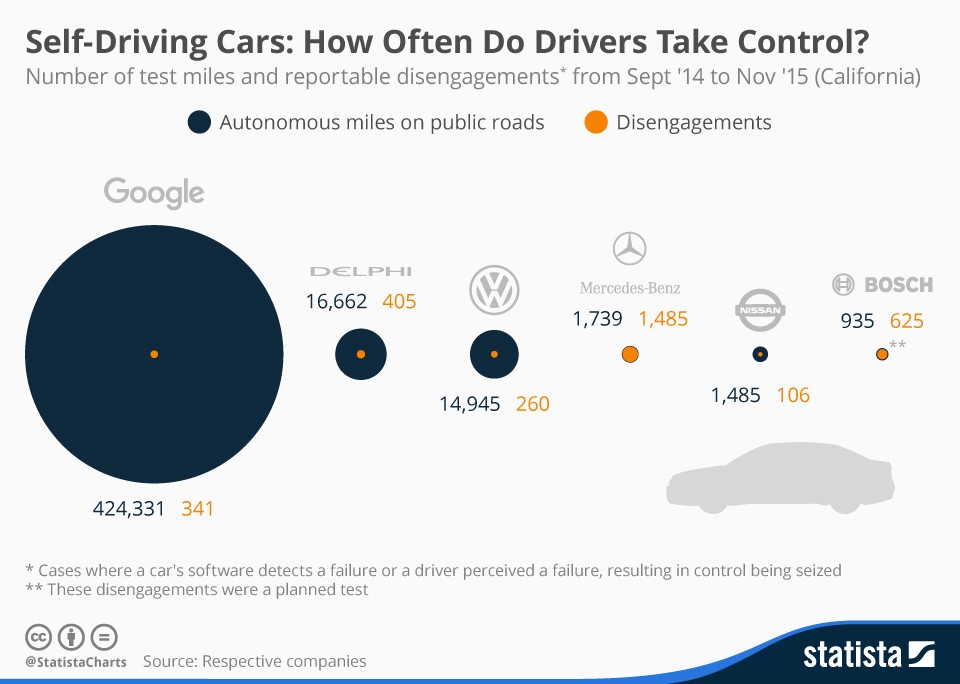 Self-Driving Cars: How Often Do Drivers Take Control?
Number of test miles and reportable disengagements* from Sept '14 to Nov '15 (California)
Autonomous miles on public roads
Disengagements
Google
424,331 341
DELPHI
16,662 405
14,945 260
Mercedes-Benz
1,739 1,485
NISSAN
1,485 106
BOSCH
935 625
**
* Cases where a car's software detects a failure or a driver perceived a failure, resulting in control being seized
** These disengagements were a planned test
cc
@StatistaCharts Source: Respective companies
statista